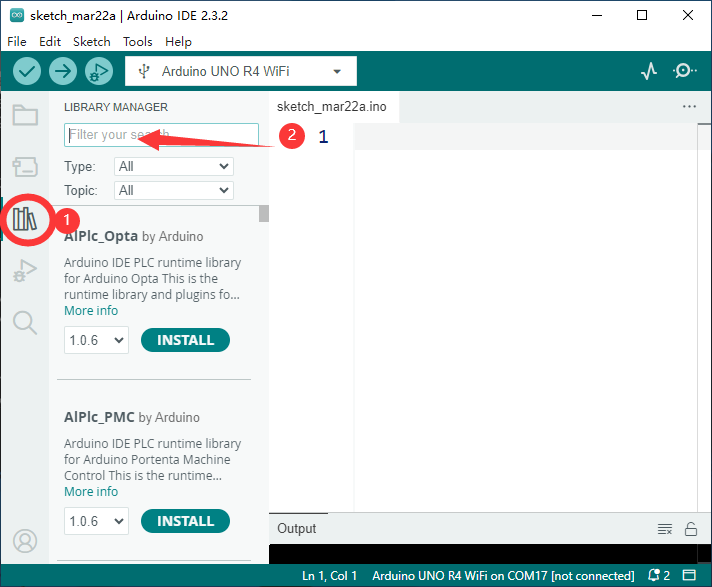 sketch_mar22a | Arduino IDE 2.3.2
File Edit Sketch Tools Help
Arduino UNO R4 WiFi
LIBRARY MANAGER
sketch_mar22a.ino
Filter your search...
2
1
Type: All
Topic: All
1
AlPlc_Opta by Arduino
Arduino IDE PLC runtime library
for Arduino Opta This is the
runtime library and plugins fo...
More info
1.0.6 INSTALL
AlPlc_PMC by Arduino
Arduino IDE PLC runtime library
for Arduino Portenta Machine
Control This is the runtime...
More info
1.0.6 INSTALL
Output
Ln 1, Col 1 Arduino UNO R4 WiFi on COM17 [not connected] 2